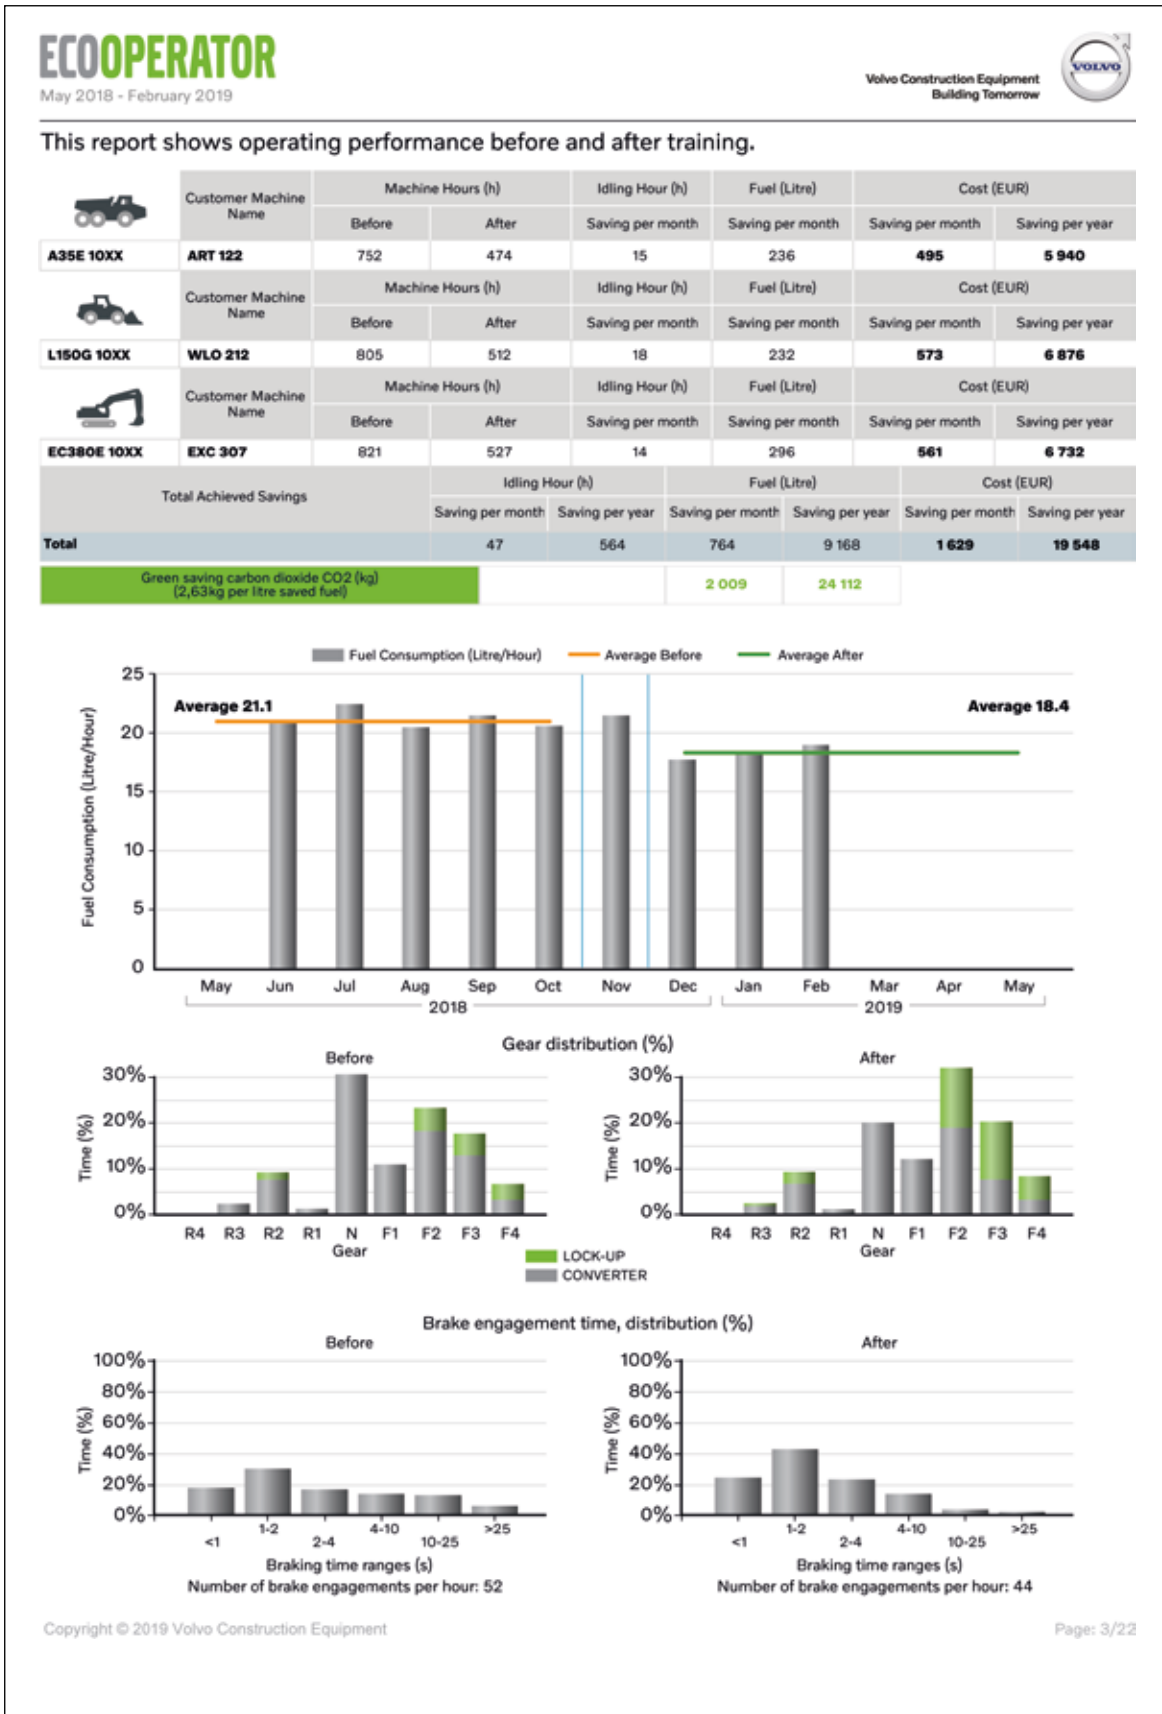 ECOOPERATOR
May 2018 - February 2019
Volvo Construction Equipment
Building Tomorrow
VOLVO
This report shows operating performance before and after training.
Customer Machine Name Machine Hours (h) Idling Hour (h) Fuel (Litre) Cost (EUR)
Before After Saving per month Saving per month Saving per month Saving per year
A35E 10XX ART 122 752 474 15 236 495 5 940
Customer Machine Name Machine Hours (h) Idling Hour (h) Fuel (Litre) Cost (EUR)
Before After Saving per month Saving per month Saving per month Saving per year
L150G 10XX WLO 212 805 512 18 232 573 6 876
Customer Machine Name Machine Hours (h) Idling Hour (h) Fuel (Litre) Cost (EUR)
Before After Saving per month Saving per month Saving per month Saving per year
EC380E 10XX EXC 307 821 527 14 296 561 6 732
Total Achieved Savings Idling Hour (h) Fuel (Litre) Cost (EUR)
Saving per month Saving per year Saving per month Saving per year Saving per month Saving per year
Total 47 564 764 9 168 1 629 19 548
Green saving carbon dioxide CO2 (kg)
(2,63kg per litre saved fuel) 2 009 24 112
Fuel Consumption (Litre/Hour) Average Before Average After
Fuel Consumption (Litre/Hour)
25
20
15
10
5
0
Average 21.1
Average 18.4
May Jun Jul Aug Sep Oct Nov Dec Jan Feb Mar Apr May
2018 2019
Gear distribution (%)
Before
Time (%)
30%
20%
10%
0%
R4 R3 R2 R1 N F1 F2 F3 F4
Gear
After
Time (%)
30%
20%
10%
0%
R4 R3 R2 R1 N F1 F2 F3 F4
Gear
LOCK-UP
CONVERTER
Brake engagement time, distribution (%)
Before
Time (%)
100%
80%
60%
40%
20%
0%
<1 1-2 2-4 4-10 10-25 >25
Braking time ranges (s)
Number of brake engagements per hour: 52
After
Time (%)
100%
80%
60%
40%
20%
0%
<1 1-2 2-4 4-10 10-25 >25
Braking time ranges (s)
Number of brake engagements per hour: 44
Copyright © 2019 Volvo Construction Equipment
Page: 3/22